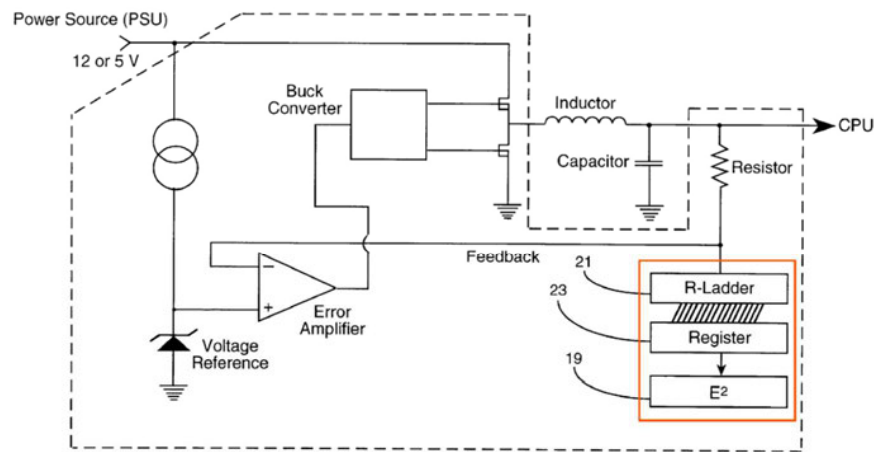 Power Source (PSU)
12 or 5 V
Buck
Converter
Inductor
CPU
Capacitor
Resistor
Feedback
21
R-Ladder
23
Error
Amplifier
Register
Voltage
Reference
19
E²
−
+